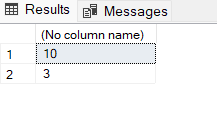 Results Messages
(No column name)
1 10
2 3